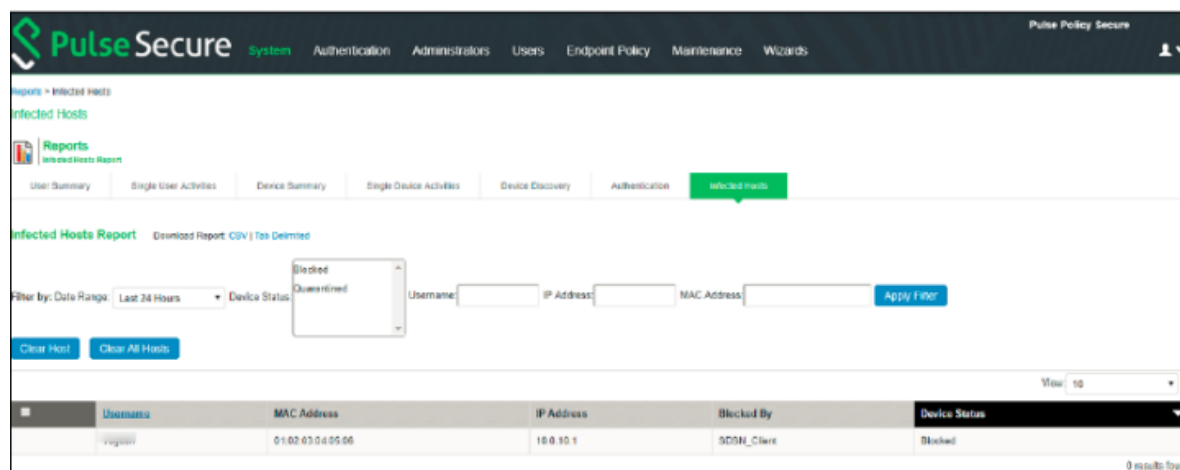 Pulse Policy Secure
Pulse Secure System Authentication Administrators Users Endpoint Policy Maintenance Wizards
Reports > Infected Hosts
Infected Hosts
Reports
Infected Hosts Report
User Summary Single User Activities Device Summary Single Device Activities Device Discovery Authentication Infected Hosts
Infected Hosts Report Download Report: CSV | Tab Delimited
Blocked
Quarantined
Filter by: Date Range: Last 24 Hours Device Status: Username: IP Address: MAC Address: Apply Filter
Clear Host Clear All Hosts
View: 10
Username MAC Address IP Address Blocked By Device Status
01:02:03:04:05:06 10.0.10.1 SDSN_Client Blocked
0 results